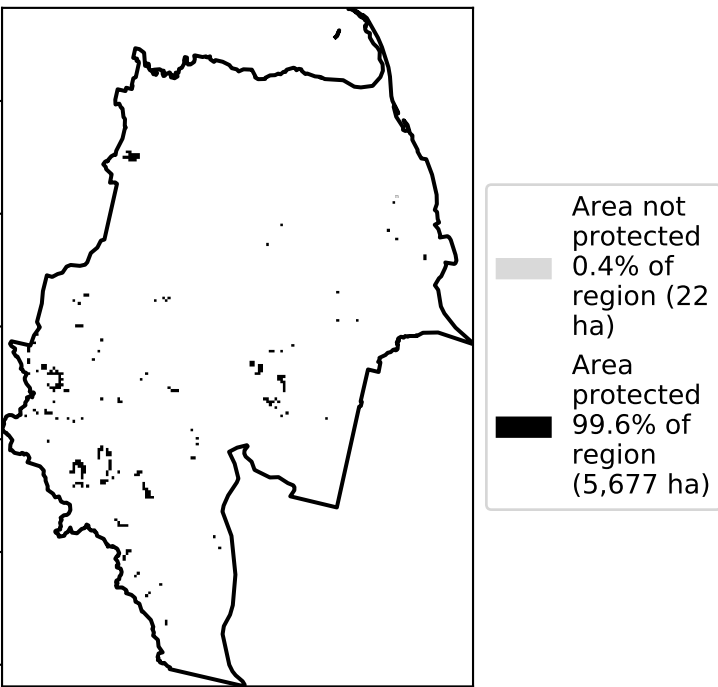 Area not
protected
0.4% of
region (22
ha)
Area
protected
99.6% of
region
(5,677 ha)